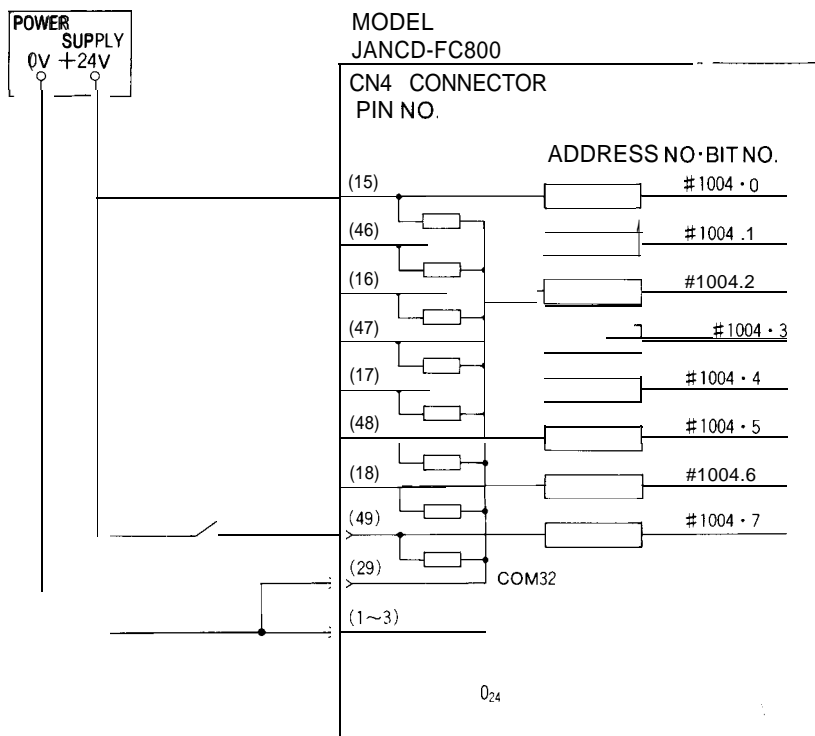 POWER
SUPPLY
0V +24V
MODEL
JANCD-FC800
CN4 CONNECTOR
PIN NO.
ADDRESS NO·BIT NO.
(15) #1004・0
(46) #1004 .1
(16) #1004.2
(47) #1004・3
(17) #1004・4
(48) #1004・5
(18) #1004.6
(49) #1004・7
(29) COM32
(1~3)
0₂₄